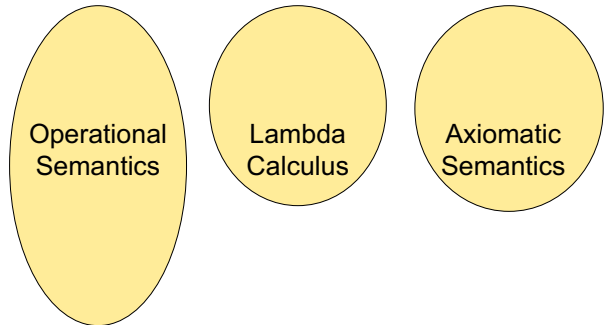 Operational
Semantics
Lambda
Calculus
Axiomatic
Semantics